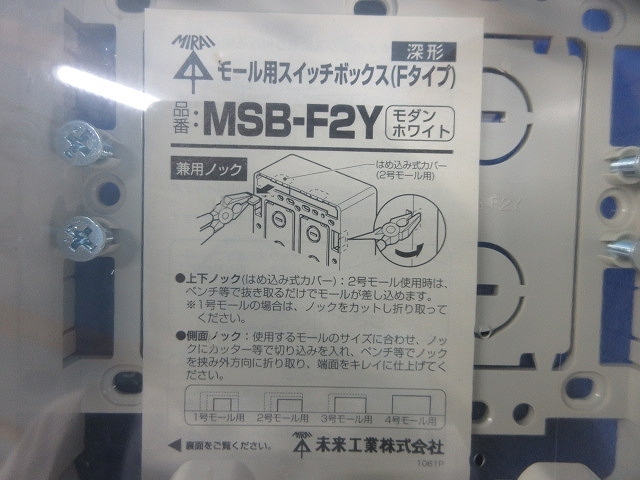 MIRAI
深形
モール用スイッチボックス(Fタイプ)
品番:MSB-F2Y
モダンホワイト
兼用ノック
はめ込み式カバー
(2号モール用)
●上下ノック(はめ込み式カバー):2号モール使用時は、
ペンチ等で抜き取るだけでモールが差し込めます。
※1号モールの場合は、ノックをカットし折り取って
ください。
●側面ノック:使用するモールのサイズに合わせ、ノッ
クにカッター等で切り込みを入れ、ペンチ等でノック
を挟み外方向に折り取り、端面をキレイに仕上げてく
ださい。
1号モール用 2号モール用 3号モール用 4号モール用
◀裏面をご覧ください。
MIRAI 未来工業株式会社
1061P